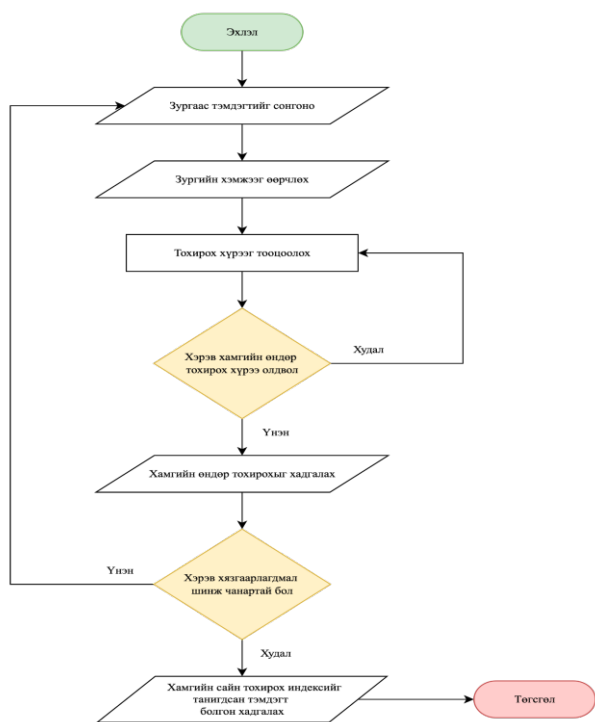 Эхлэл
Зургаас тэмдэгтийг сонгоно
Зургийн хэмжээг өөрчлөх
Тохирох хүрээг тооцоолох
Хэрэв хамгийн өндөр
тохирох хүрээ олдвол
Худал
Үнэн
Хамгийн өндөр тохирохыг хадгалах
Үнэн
Хэрэв хязгаарлагдмал
шинж чанартай бол
Худал
Хамгийн сайн тохирох индексийг
танигдсан тэмдэгт
болгон хадгалах
Төгсгөл